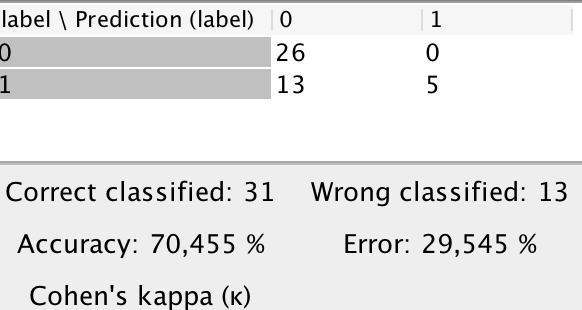 label \ Prediction (label) 0 1
0 26 0
1 13 5
Correct classified: 31 Wrong classified: 13
Accuracy: 70,455 % Error: 29,545 %
Cohen's kappa (κ)